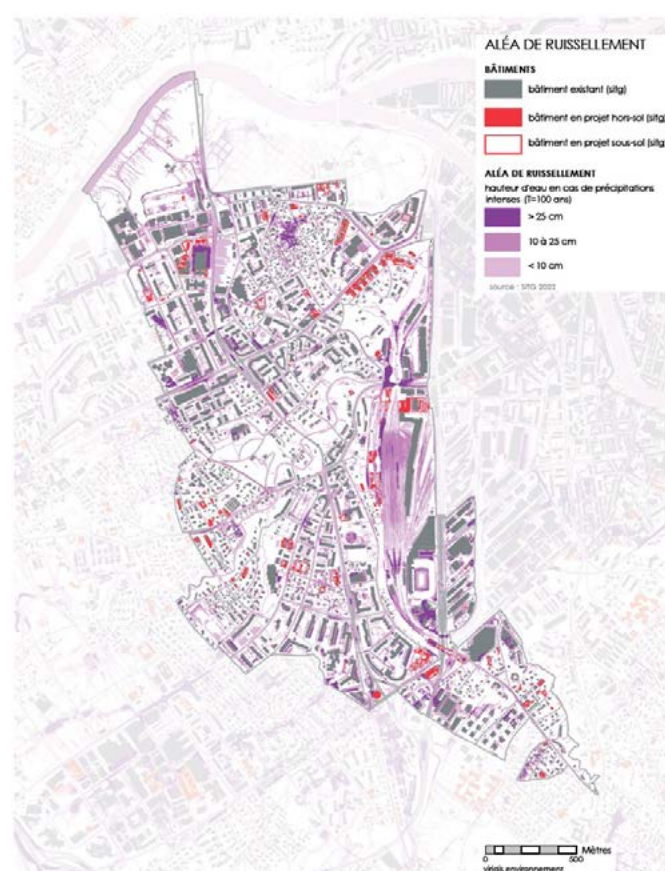 ALÉA DE RUISSELLEMENT
BÂTIMENTS
bâtiment existant (sitg)
bâtiment en projet hors-sol (sitg)
bâtiment en projet sous-sol (sitg)
ALÉA DE RUISSELLEMENT
hauteur d'eau en cas de précipitations
intenses (T=100 ans)
> 25 cm
10 à 25 cm
< 10 cm
source : SITG 2022
Mètres
0 500
viridis environnement